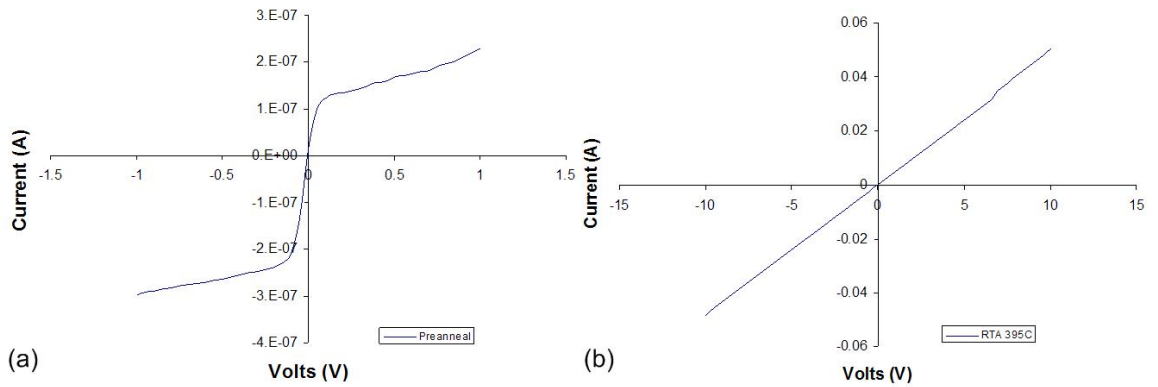 3.E-07
2.E-07
1.E-07
0.E+00
-1.5 -1 -0.5 0 0.5 1 1.5
-1.E-07
-2.E-07
-3.E-07
-4.E-07
Current (A)
Preanneal
(a)
Volts (V)
0.06
0.04
0.02
0
-15 -10 -5 0 5 10 15
-0.02
-0.04
-0.06
Current (A)
RTA 395C
(b)
Volts (V)